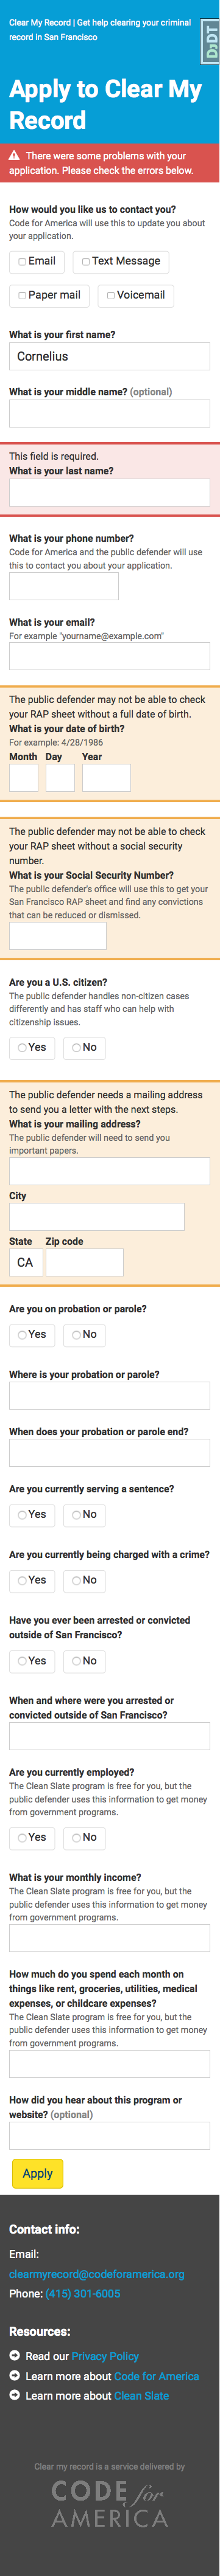 Clear My Record | Get help clearing your criminal
record in San Francisco
DjDT
Apply to Clear My
Record
There were some problems with your
application. Please check the errors below.
How would you like us to contact you?
Code for America will use this to update you about
your application.
Email
Text Message
Paper mail
Voicemail
What is your first name?
Cornelius
What is your middle name? (optional)
This field is required.
What is your last name?
What is your phone number?
Code for America and the public defender will use
this to contact you about your application.
What is your email?
For example "yourname@example.com"
The public defender may not be able to check
your RAP sheet without a full date of birth.
What is your date of birth?
For example: 4/28/1986
Month Day Year
The public defender may not be able to check
your RAP sheet without a social security
number.
What is your Social Security Number?
The public defender's office will use this to get your
San Francisco RAP sheet and find any convictions
that can be reduced or dismissed.
Are you a U.S. citizen?
The public defender handles non-citizen cases
differently and has staff who can help with
citizenship issues.
Yes No
The public defender needs a mailing address
to send you a letter with the next steps.
What is your mailing address?
The public defender will need to send you
important papers.
City
State Zip code
CA
Are you on probation or parole?
Yes No
Where is your probation or parole?
When does your probation or parole end?
Are you currently serving a sentence?
Yes No
Are you currently being charged with a crime?
Yes No
Have you ever been arrested or convicted
outside of San Francisco?
Yes No
When and where were you arrested or
convicted outside of San Francisco?
Are you currently employed?
The Clean Slate program is free for you, but the
public defender uses this information to get money
from government programs.
Yes No
What is your monthly income?
The Clean Slate program is free for you, but the
public defender uses this information to get money
from government programs.
How much do you spend each month on
things like rent, groceries, utilities, medical
expenses, or childcare expenses?
The Clean Slate program is free for you, but the
public defender uses this information to get money
from government programs.
How did you hear about this program or
website? (optional)
Apply
Contact info:
Email:
clearmyrecord@codeforamerica.org
Phone: (415) 301-6005
Resources:
Read our Privacy Policy
Learn more about Code for America
Learn more about Clean Slate
Clear my record is a service delivered by
CODE for
AMERICA